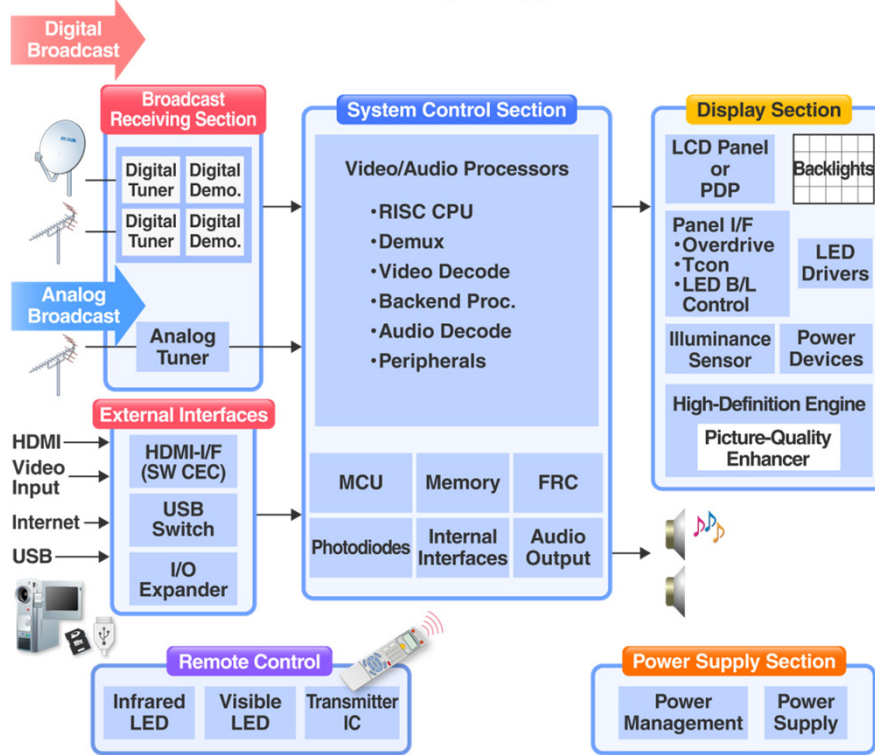 Digital
Broadcast
Broadcast
Receiving Section
Digital
Tuner
Digital
Demo.
Digital
Tuner
Digital
Demo.
Analog
Broadcast
Analog
Tuner
External Interfaces
HDMI
Video
Input
Internet
USB
HDMI-I/F
(SW CEC)
USB
Switch
I/O
Expander
System Control Section
Video/Audio Processors
・RISC CPU
・Demux
・Video Decode
・Backend Proc.
・Audio Decode
・Peripherals
MCU
Memory
FRC
Photodiodes
Internal
Interfaces
Audio
Output
Display Section
LCD Panel
or
PDP
Backlights
Panel I/F
・Overdrive
・Tcon
・LED B/L
Control
LED
Drivers
Illuminance
Sensor
Power
Devices
High-Definition Engine
Picture-Quality
Enhancer
Remote Control
Infrared
LED
Visible
LED
Transmitter
IC
Power Supply Section
Power
Management
Power
Supply